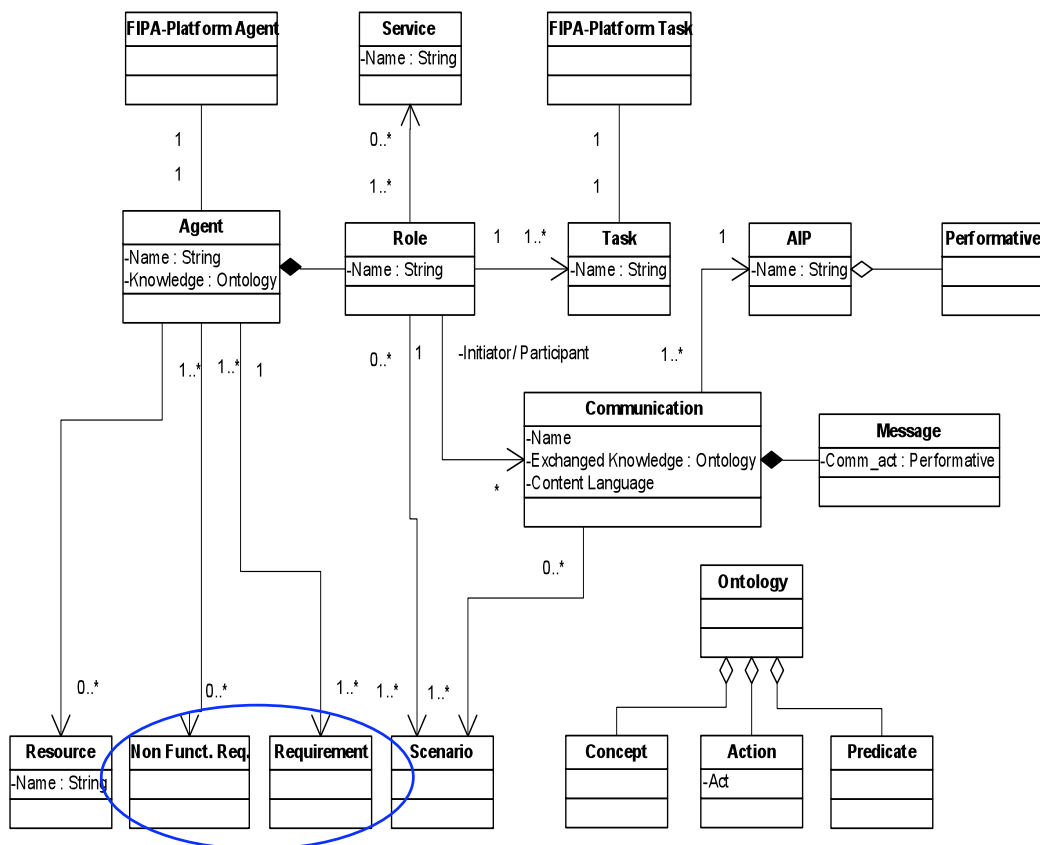 FIPA-Platform Agent
Service
-Name : String
FIPA-Platform Task
1
1
0..*
1..*
1
1
Agent
-Name : String
-Knowledge : Ontology
Role
-Name : String
1
1..*
Task
-Name : String
1
AIP
-Name : String
Performative
1..*
1..*
1
0..*
1
-Initiator/ Participant
1..*
*
Communication
-Name
-Exchanged Knowledge : Ontology
-Content Language
Message
-Comm_act : Performative
0..*
Ontology
0..*
0..*
1..*
1..*
1..*
Resource
-Name : String
Non Funct. Req.
Requirement
Scenario
Concept
Action
-Act
Predicate